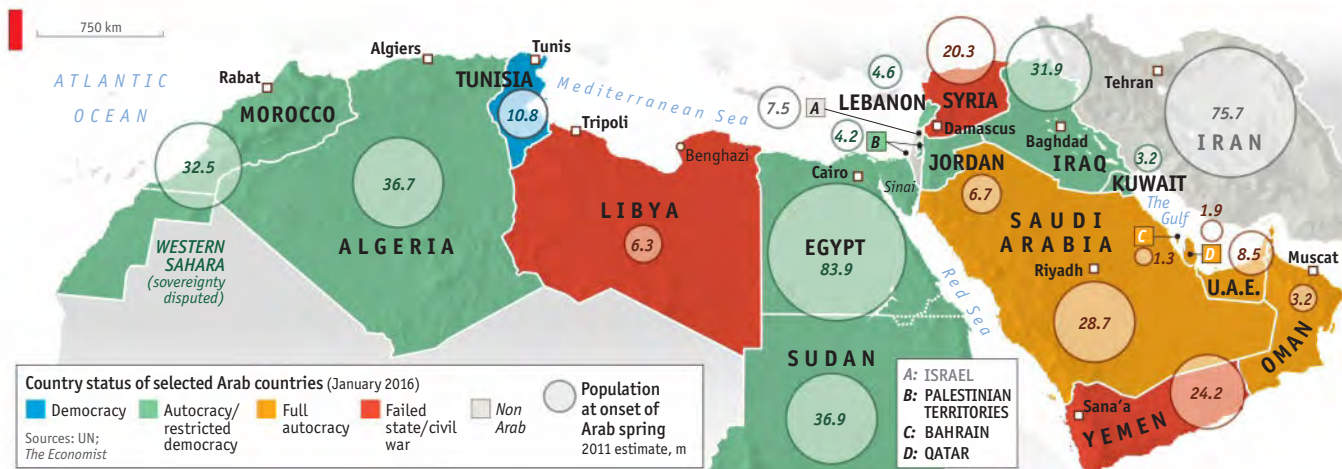 750 km
ATLANTIC
OCEAN
Rabat
MOROCCO
32.5
WESTERN
SAHARA
(sovereignty
disputed)
Algiers
36.7
ALGERIA
Tunis
TUNISIA
10.8
Mediterranean Sea
Tripoli
Benghazi
LIBYA
6.3
Cairo
Sinai
EGYPT
83.9
SUDAN
36.9
Red Sea
7.5
A
4.2
B
4.6
LEBANON
20.3
SYRIA
Damascus
JORDAN
6.7
31.9
Baghdad
IRAQ
3.2
KUWAIT
Tehran
75.7
IRAN
The
Gulf
SAUDI
ARABIA
Riyadh
28.7
C
1.3
1.9
D
8.5
U.A.E.
Muscat
3.2
OMAN
Sana'a
24.2
YEMEN
Country status of selected Arab countries (January 2016)
Democracy
Autocracy/
restricted
democracy
Full
autocracy
Failed
state/civil
war
Non
Arab
Population
at onset of
Arab spring
2011 estimate, m
Sources: UN;
The Economist
A: ISRAEL
B: PALESTINIAN
TERRITORIES
C: BAHRAIN
D: QATAR